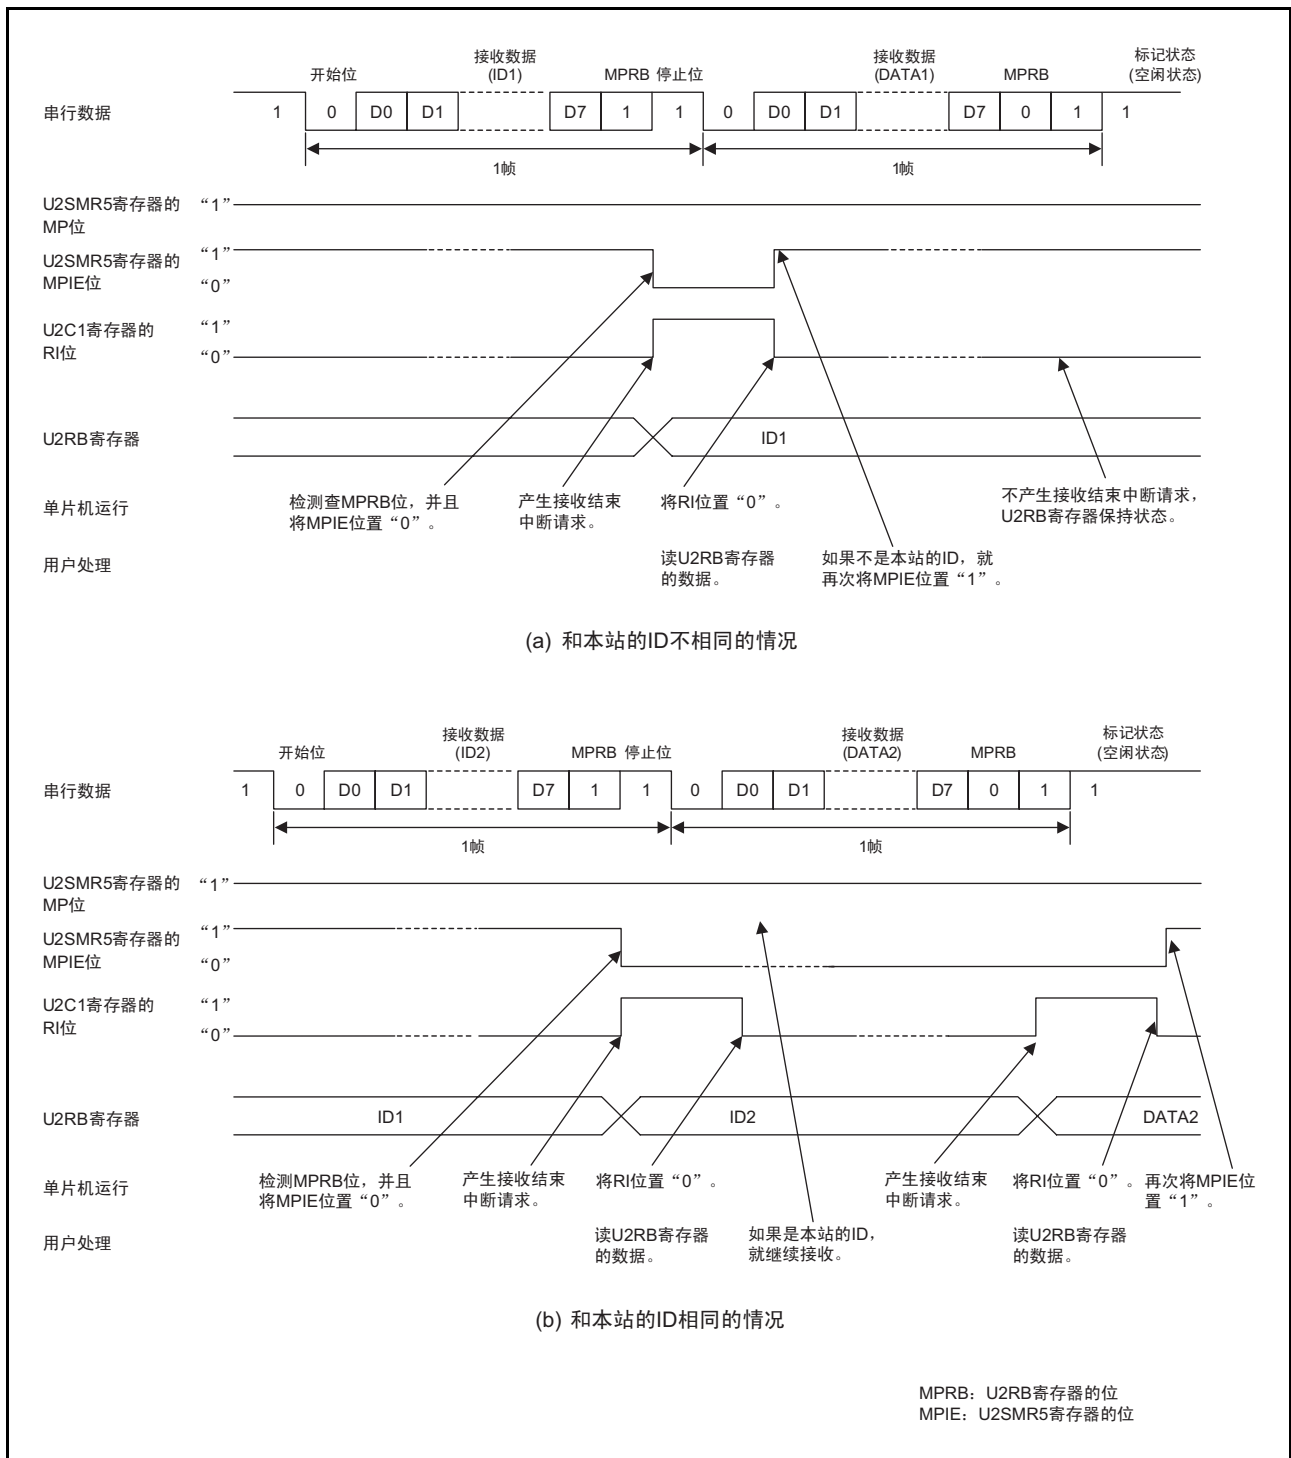 接收数据
(ID1)
接收数据
(DATA1)
标记状态
(空闲状态)
开始位
MPRB 停止位
MPRB
串行数据
1 0 D0 D1 D7 1 1 0 D0 D1 D7 0 1 1
1帧
1帧
U2SMR5寄存器的
MP位
“1”
U2SMR5寄存器的
MPIE位
“1”
“0”
U2C1寄存器的
RI位
“1”
“0”
U2RB寄存器
ID1
单片机运行
检测查MPRB位，并且
将MPIE位置“0”。
产生接收结束
中断请求。
将RI位置“0”。
不产生接收结束中断请求，
U2RB寄存器保持状态。
用户处理
读U2RB寄存器
的数据。
如果不是本站的ID，就
再次将MPIE位置“1”。
(a) 和本站的ID不相同的情况
接收数据
(ID2)
接收数据
(DATA2)
标记状态
(空闲状态)
开始位
MPRB 停止位
MPRB
串行数据
1 0 D0 D1 D7 1 1 0 D0 D1 D7 0 1 1
1帧
1帧
U2SMR5寄存器的
MP位
“1”
U2SMR5寄存器的
MPIE位
“1”
“0”
U2C1寄存器的
RI位
“1”
“0”
U2RB寄存器
ID1
ID2
DATA2
单片机运行
检测MPRB位，并且
将MPIE位置“0”。
产生接收结束
中断请求。
将RI位置“0”。
产生接收结束
中断请求。
将RI位置“0”。
再次将MPIE位
置“1”。
用户处理
读U2RB寄存器
的数据。
如果是本站的ID，
就继续接收。
读U2RB寄存器
的数据。
(b) 和本站的ID相同的情况
MPRB：U2RB寄存器的位
MPIE：U2SMR5寄存器的位